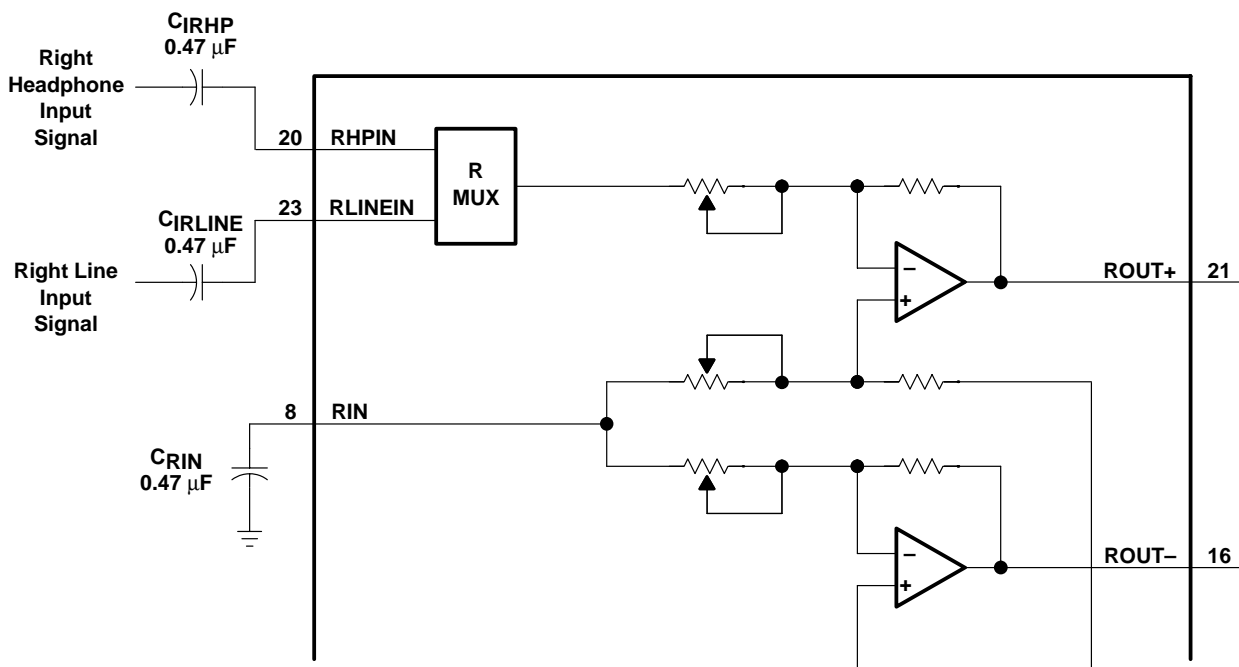 CIRHP
0.47 μF
Right
Headphone
Input
Signal
20
RHPIN
R
MUX
CIRLINE
0.47 μF
23
RLINEIN
Right Line
Input
Signal
–
+
ROUT+
21
8
RIN
CRIN
0.47 μF
–
+
ROUT–
16